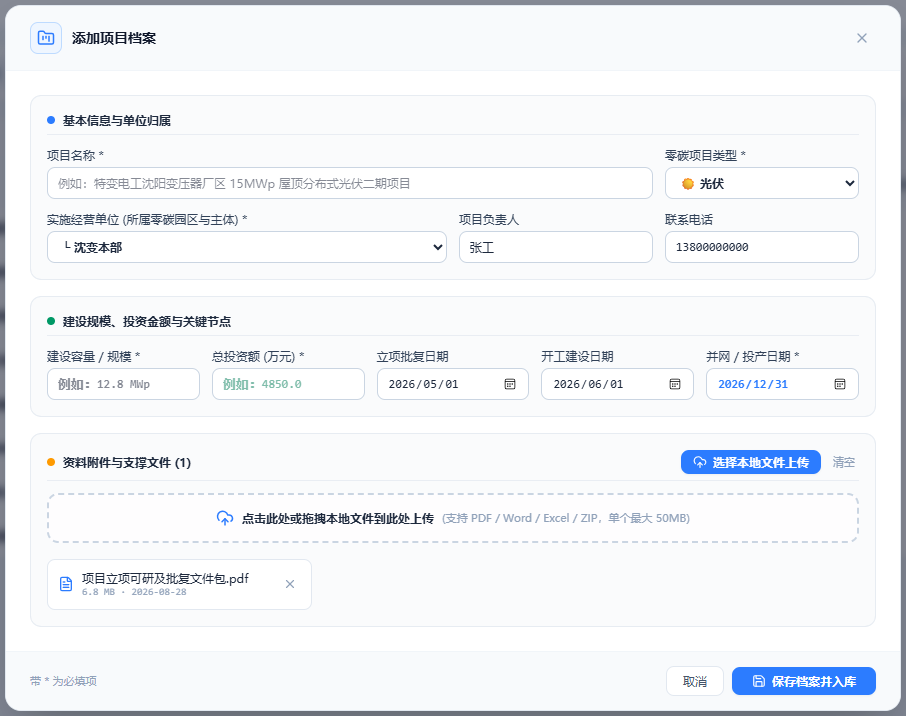 添加项目档案
基本信息与单位归属
项目名称 * 零碳项目类型 *
例如：特变电工沈阳变压器厂区 15MWp 屋顶分布式光伏二期项目 光伏
实施经营单位 (所属零碳园区与主体) * 项目负责人 联系电话
└ 沈变本部 张工 13800000000
建设规模、投资金额与关键节点
建设容量 / 规模 * 总投资额 (万元) * 立项批复日期 开工建设日期 并网 / 投产日期 *
例如: 12.8 MWp 例如: 4850.0 2026/05/01 2026/06/01 2026/12/31
资料附件与支撑文件 (1) 选择本地文件上传 清空
点击此处或拖拽本地文件到此处上传 (支持 PDF / Word / Excel / ZIP，单个最大 50MB)
项目立项可研及批复文件包.pdf
6.8 MB · 2026-08-28
带 * 为必填项 取消 保存档案并入库